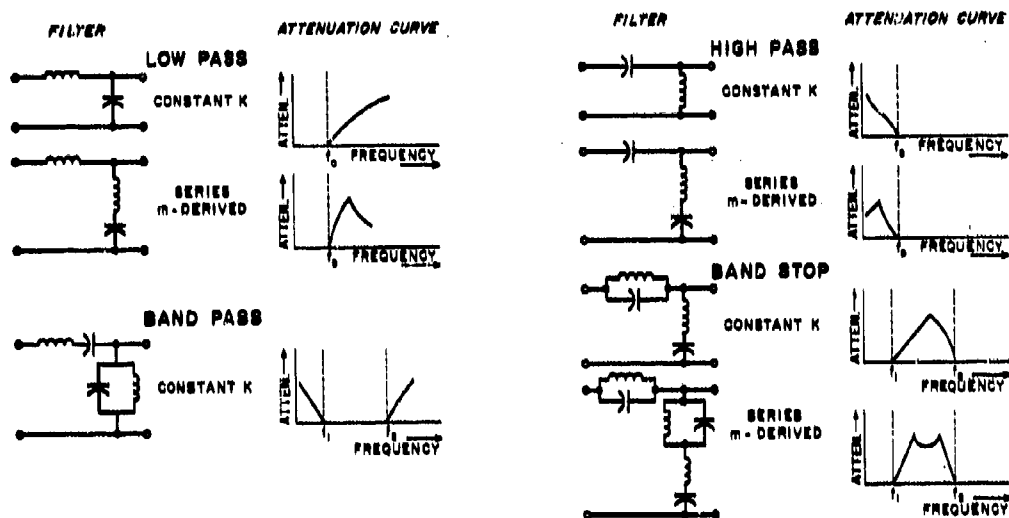 FILTER
ATTENUATION CURVE
LOW PASS
CONSTANT K
ATTEN.
FREQUENCY
SERIES
m-DERIVED
ATTEN.
FREQUENCY
BAND PASS
CONSTANT K
ATTEN.
FREQUENCY
FILTER
ATTENUATION CURVE
HIGH PASS
CONSTANT K
ATTEN.
FREQUENCY
SERIES
m-DERIVED
ATTEN.
FREQUENCY
BAND STOP
CONSTANT K
ATTEN.
FREQUENCY
SERIES
m-DERIVED
ATTEN.
FREQUENCY